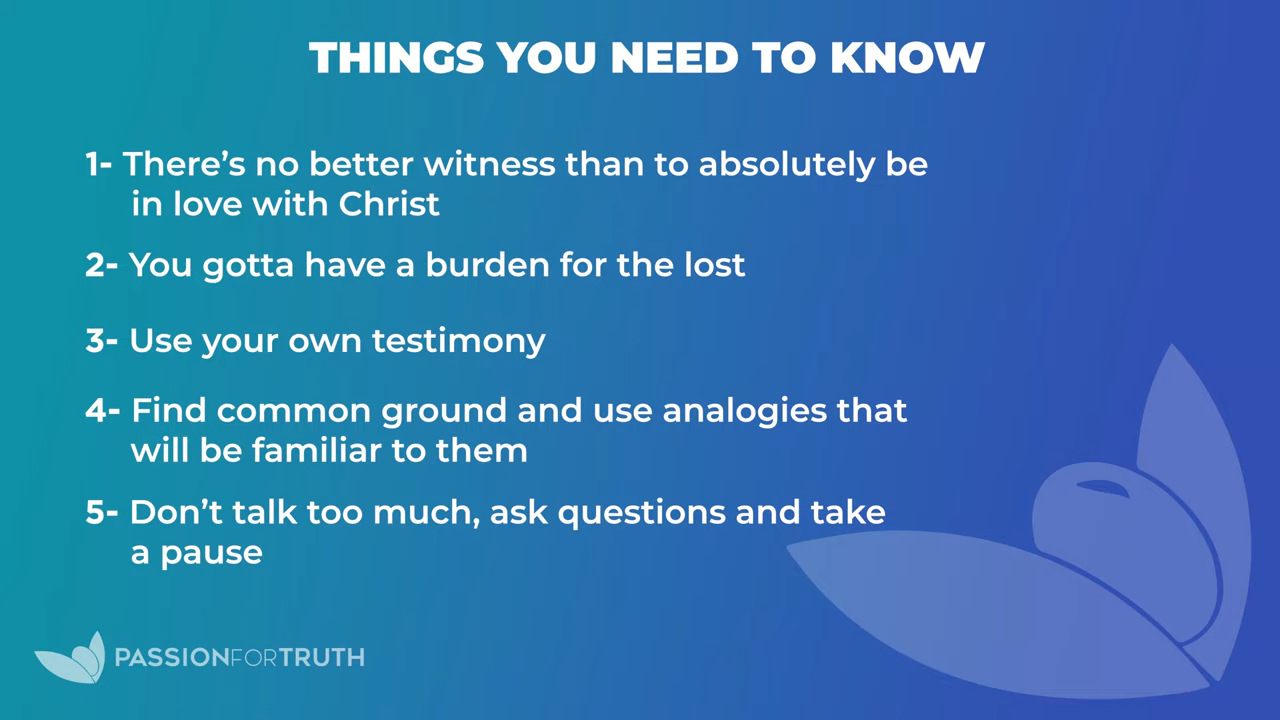 THINGS YOU NEED TO KNOW
1- There’s no better witness than to absolutely be
in love with Christ
2- You gotta have a burden for the lost
3- Use your own testimony
4- Find common ground and use analogies that
will be familiar to them
5- Don’t talk too much, ask questions and take
a pause
PASSIONFORTRUTH